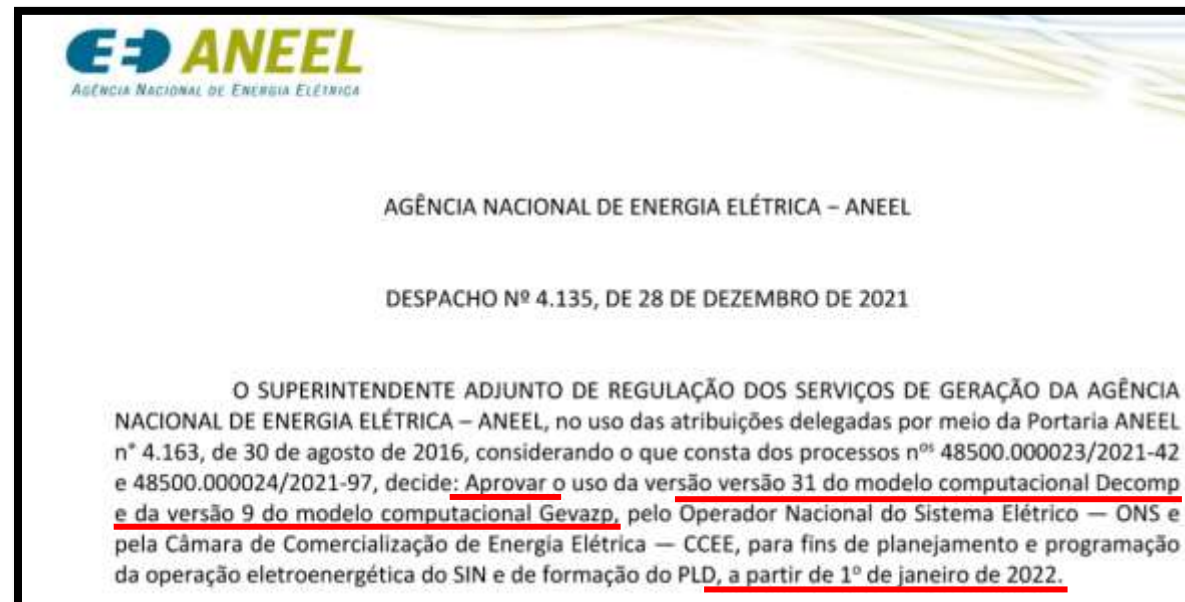 ANEEL
AGÊNCIA NACIONAL DE ENERGIA ELÉTRICA
AGÊNCIA NACIONAL DE ENERGIA ELÉTRICA – ANEEL
DESPACHO Nº 4.135, DE 28 DE DEZEMBRO DE 2021
O SUPERINTENDENTE ADJUNTO DE REGULAÇÃO DOS SERVIÇOS DE GERAÇÃO DA AGÊNCIA
NACIONAL DE ENERGIA ELÉTRICA – ANEEL, no uso das atribuições delegadas por meio da Portaria ANEEL
n° 4.163, de 30 de agosto de 2016, considerando o que consta dos processos nºˢ 48500.000023/2021-42
e 48500.000024/2021-97, decide: Aprovar o uso da versão versão 31 do modelo computacional Decomp
e da versão 9 do modelo computacional Gevazp, pelo Operador Nacional do Sistema Elétrico — ONS e
pela Câmara de Comercialização de Energia Elétrica — CCEE, para fins de planejamento e programação
da operação eletroenergética do SIN e de formação do PLD, a partir de 1º de janeiro de 2022.